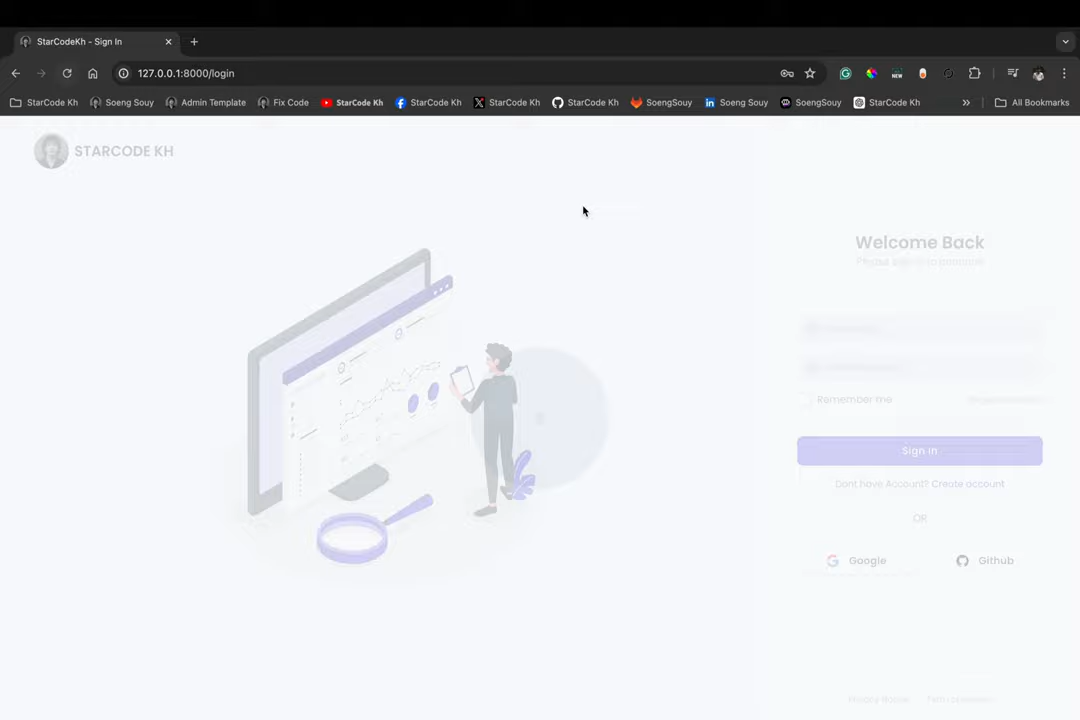 StarCodeKh - Sign In
127.0.0.1:8000/login
StarCode Kh
Soeng Souy
Admin Template
Fix Code
StarCode Kh
StarCode Kh
StarCode Kh
StarCode Kh
SoengSouy
Soeng Souy
SoengSouy
StarCode Kh
»
All Bookmarks
STARCODE KH
Welcome Back
Remember me
Sign In
Dont have Account? Create account
OR
Google
Github
Privacy Notice